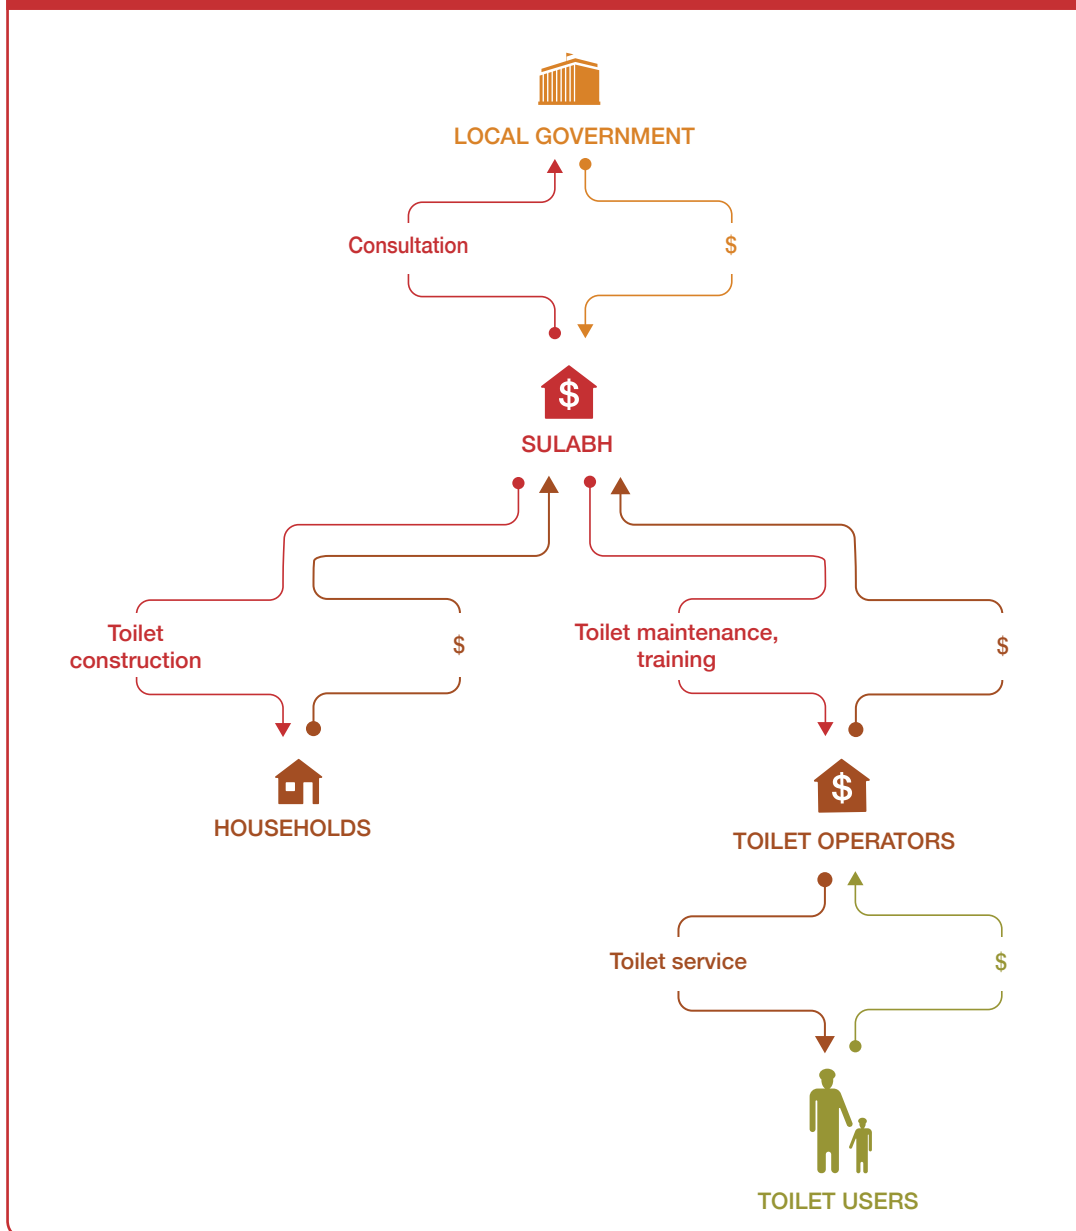 LOCAL GOVERNMENT
Consultation
$
$
SULABH
Toilet
construction
$
Toilet maintenance,
training
$
HOUSEHOLDS
$
TOILET OPERATORS
Toilet service
$
TOILET USERS